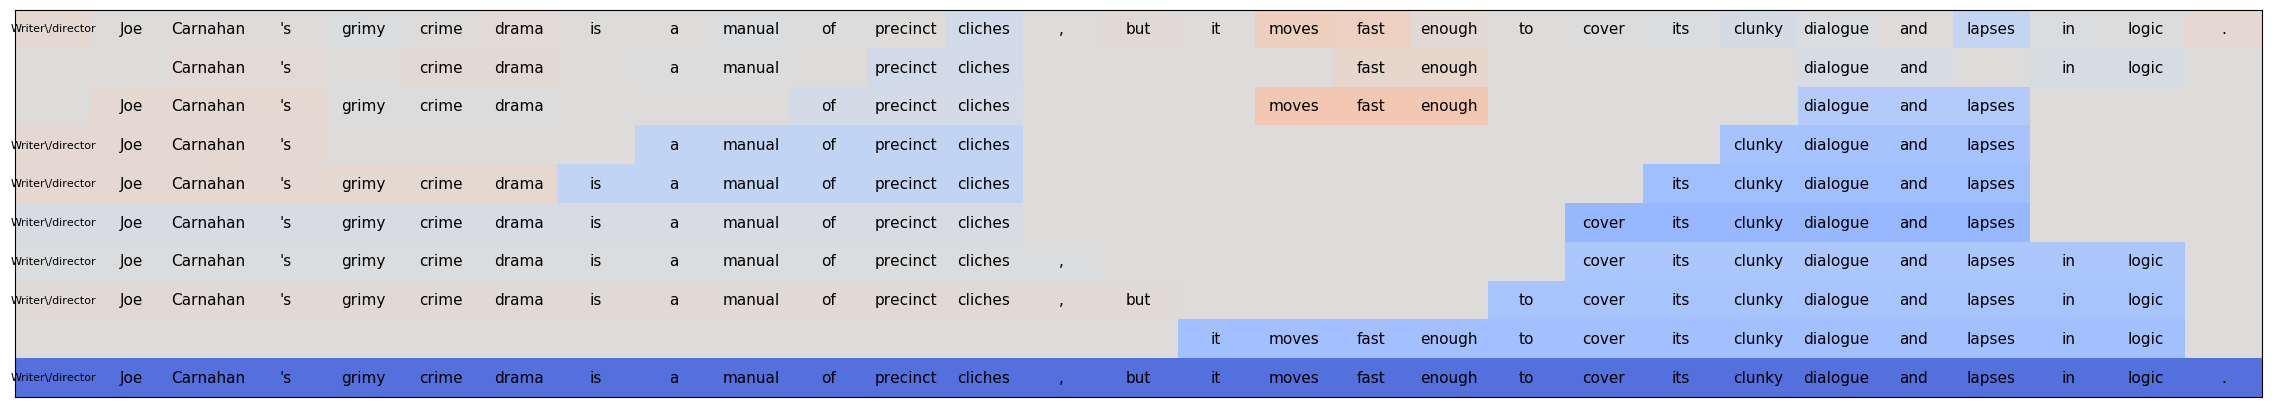 Writer\/director Joe Carnahan 's grimy crime drama is a manual of precinct cliches , but it moves fast enough to cover its clunky dialogue and lapses in logic .
Carnahan 's crime drama a manual precinct cliches fast enough dialogue and in logic
Joe Carnahan 's grimy crime drama of precinct cliches moves fast enough dialogue and lapses
Writer\/director Joe Carnahan 's a manual of precinct cliches clunky dialogue and lapses
Writer\/director Joe Carnahan 's grimy crime drama is a manual of precinct cliches its clunky dialogue and lapses
Writer\/director Joe Carnahan 's grimy crime drama is a manual of precinct cliches cover its clunky dialogue and lapses
Writer\/director Joe Carnahan 's grimy crime drama is a manual of precinct cliches , cover its clunky dialogue and lapses in logic
Writer\/director Joe Carnahan 's grimy crime drama is a manual of precinct cliches , but to cover its clunky dialogue and lapses in logic
it moves fast enough to cover its clunky dialogue and lapses in logic
Writer\/director Joe Carnahan 's grimy crime drama is a manual of precinct cliches , but it moves fast enough to cover its clunky dialogue and lapses in logic .